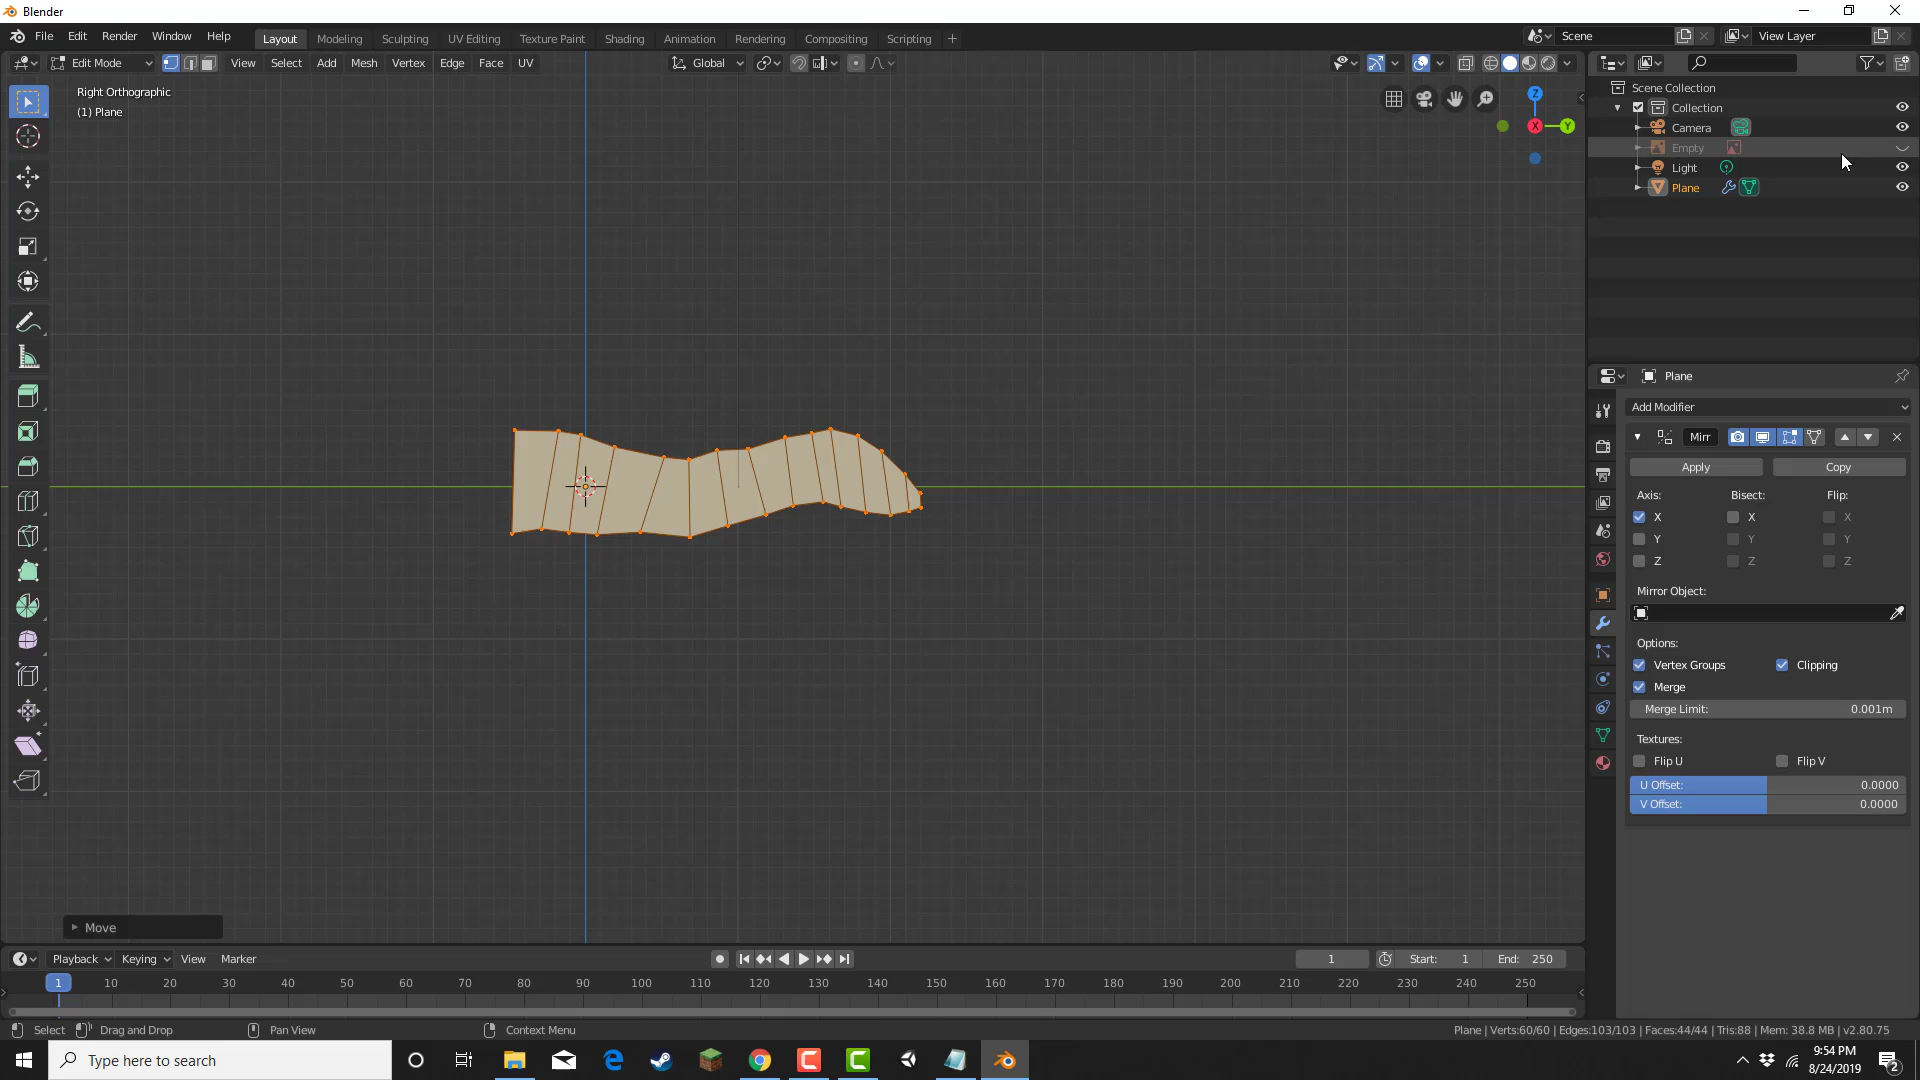 Blender
File Edit Render Window Help
Layout Modeling Sculpting UV Editing Texture Paint Shading Animation Rendering Compositing Scripting +
Scene
View Layer
Edit Mode View Select Add Mesh Vertex Edge Face UV
Global
Right Orthographic
(1) Plane
Z
X
Y
Scene Collection
Collection
Camera
Empty
Light
Plane
Plane
Add Modifier
Mirr
Apply Copy
Axis: Bisect: Flip:
X X X
Y Y Y
Z Z Z
Mirror Object:
Options:
Vertex Groups Clipping
Merge
Merge Limit: 0.001m
Textures:
Flip U Flip V
U Offset: 0.0000
V Offset: 0.0000
Move
Playback Keying View Marker
1 Start: 1 End: 250
1 10 20 30 40 50 60 70 80 90 100 110 120 130 140 150 160 170 180 190 200 210 220 230 240 250
Select Drag and Drop Pan View Context Menu
Plane | Verts:60/60 | Edges:103/103 | Faces:44/44 | Tris:88 | Mem: 38.8 MB | v2.80.75
Type here to search
9:54 PM
8/24/2019
2